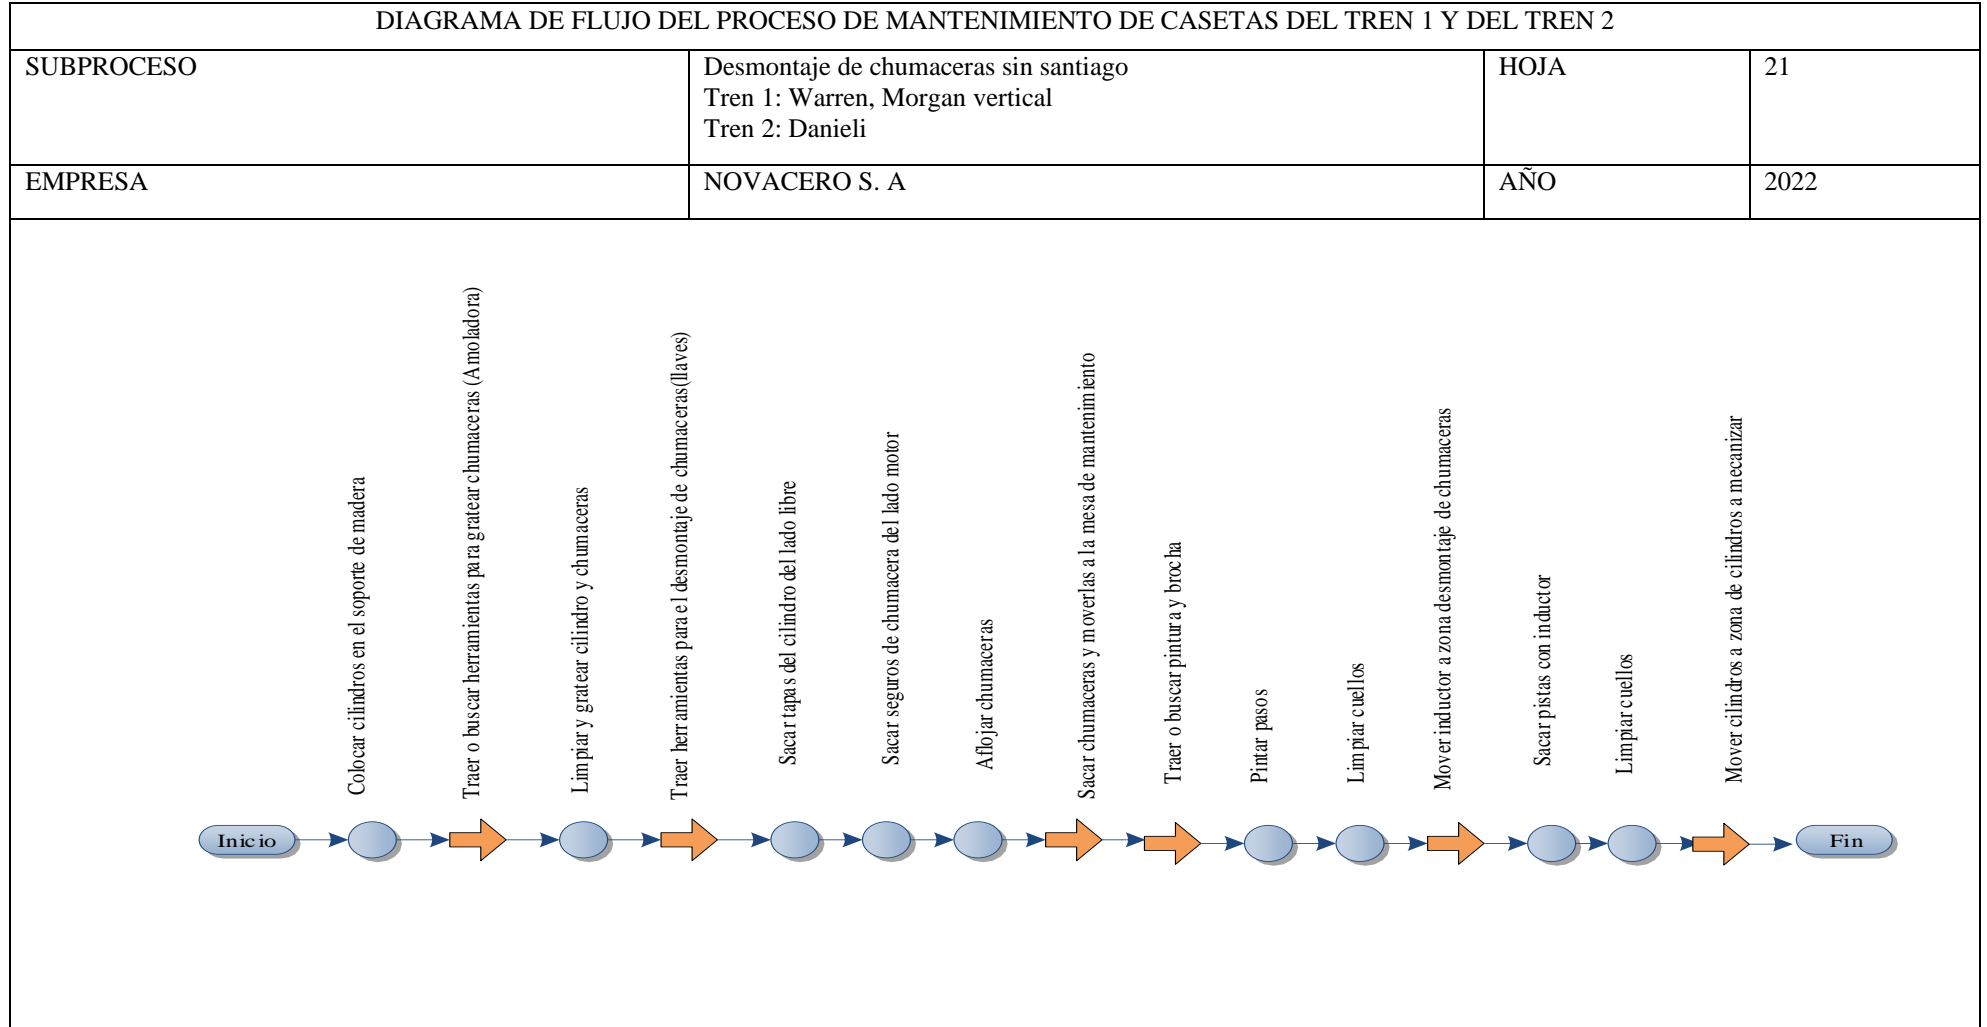 DIAGRAMA DE FLUJO DEL PROCESO DE MANTENIMIENTO DE CASETAS DEL TREN 1 Y DEL TREN 2
SUBPROCESO
Desmontaje de chumaceras sin santiago
Tren 1: Warren, Morgan vertical
Tren 2: Danieli
HOJA
21
EMPRESA
NOVACERO S. A
AÑO
2022
Inicio
Colocar cilindros en el soporte de madera
Traer o buscar herramientas para gratear chumaceras (Amoladora)
Limpiar y gratear cilindro y chumaceras
Traer herramientas para el desmontaje de chumaceras(llaves)
Sacar tapas del cilindro del lado libre
Sacar seguros de chumacera del lado motor
Aflojar chumaceras
Sacar chumaceras y moverlas a la mesa de mantenimiento
Traer o buscar pintura y brocha
Pintar pasos
Limpiar cuellos
Mover inductor a zona desmontaje de chumaceras
Sacar pistas con inductor
Limpiar cuellos
Mover cilindros a zona de cilindros a mecanizar
Fin